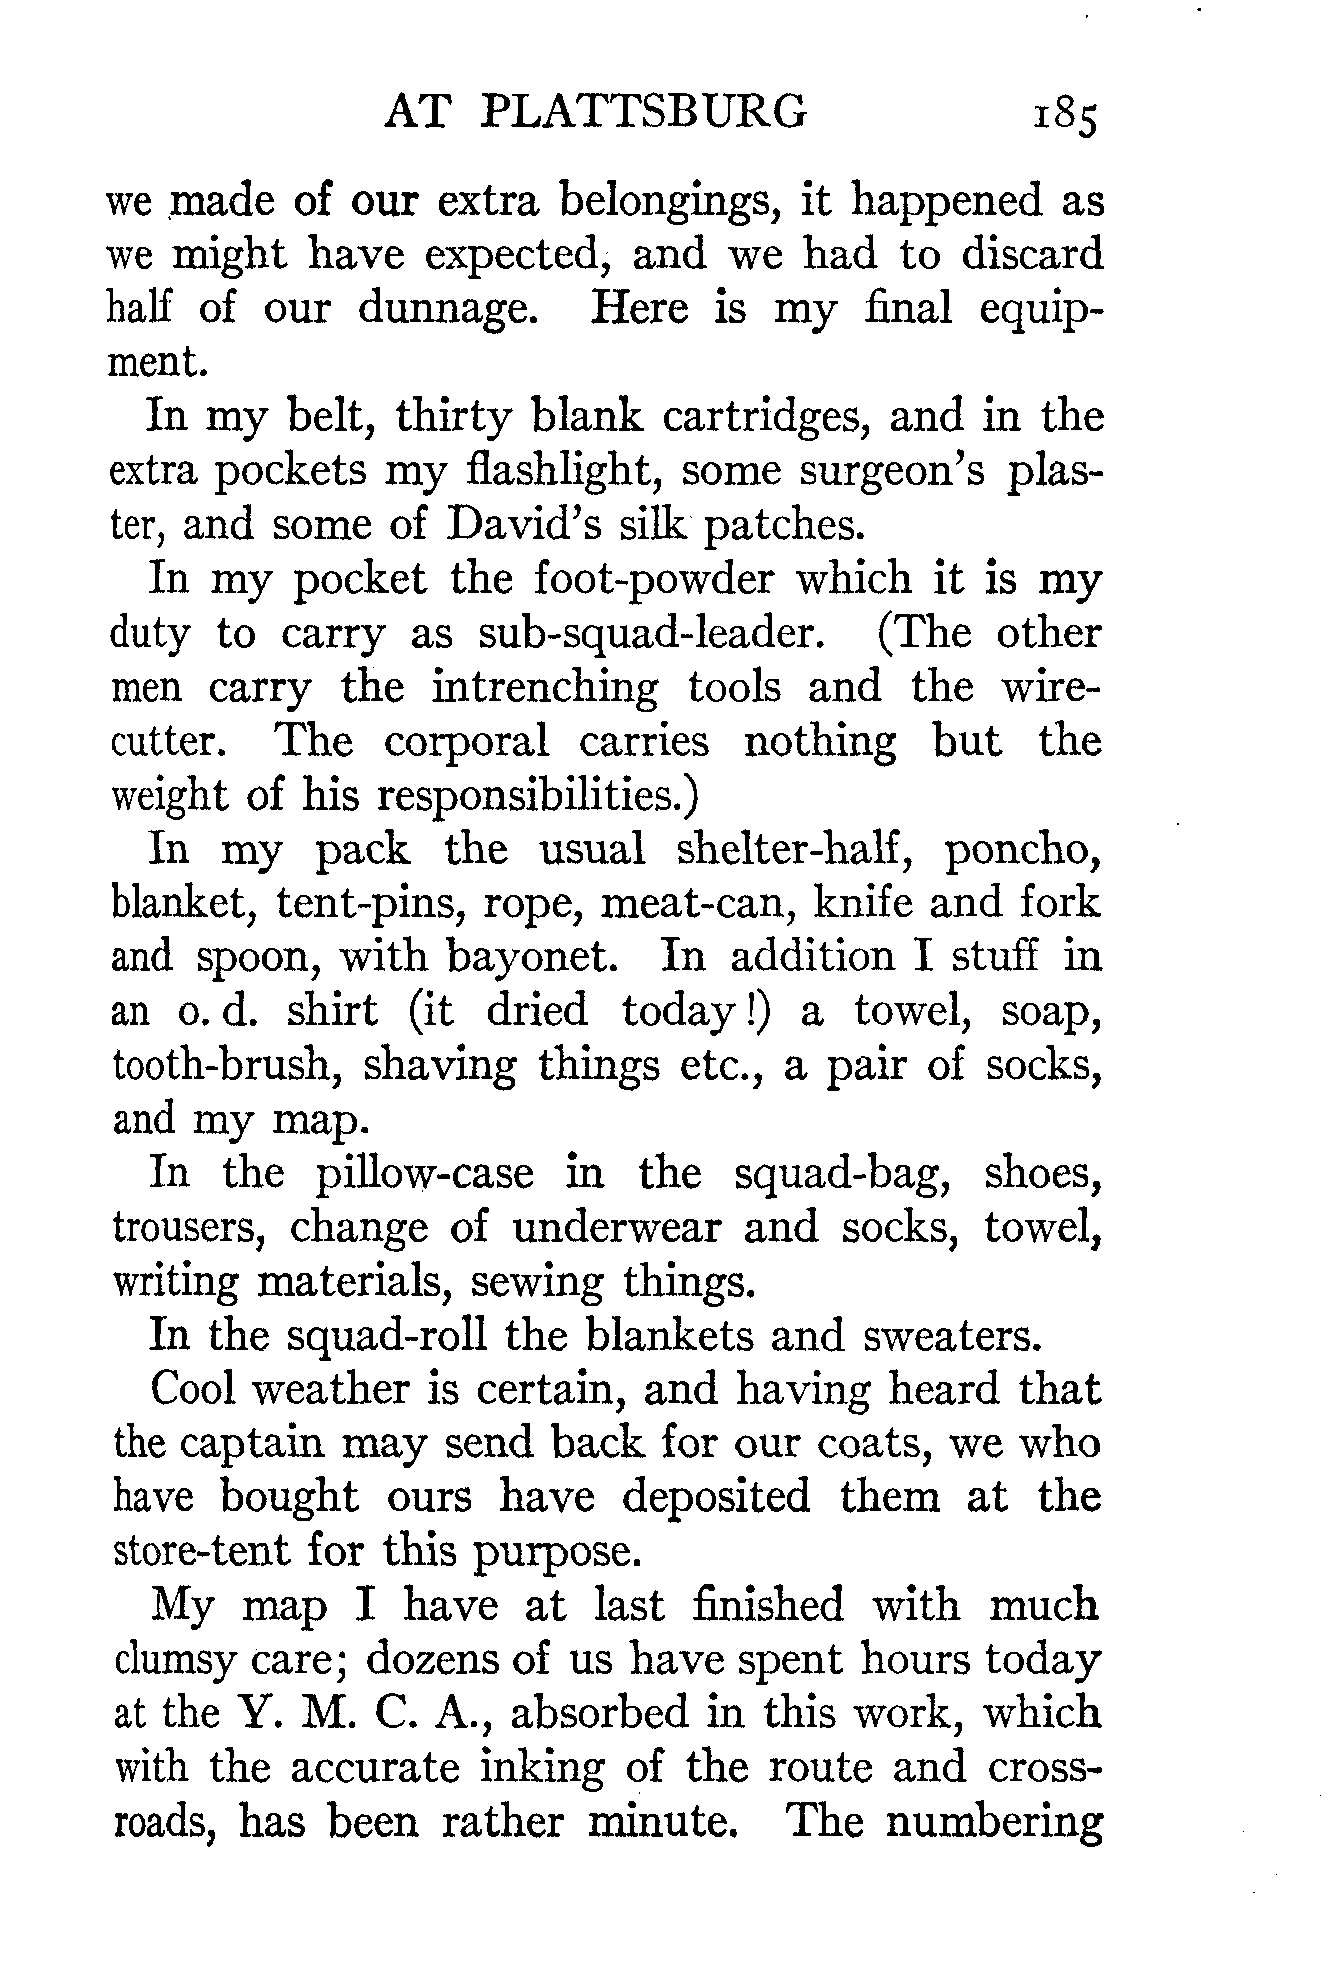 AT PLATTSBURG 185
we made of our extra belongings, it happened as
we might have expected, and we had to discard
half of our dunnage. Here is my final equip-
ment.
In my belt, thirty blank cartridges, and in the
extra pockets my flashlight, some surgeon's plas-
ter, and some of David's silk patches.
In my pocket the foot-powder which it is my
duty to carry as sub-squad-leader. (The other
men carry the intrenching tools and the wire-
cutter. The corporal carries nothing but the
weight of his responsibilities.)
In my pack the usual shelter-half, poncho,
blanket, tent-pins, rope, meat-can, knife and fork
and spoon, with bayonet. In addition I stuff in
an o. d. shirt (it dried today!) a towel, soap,
tooth-brush, shaving things etc., a pair of socks,
and my map.
In the pillow-case in the squad-bag, shoes,
trousers, change of underwear and socks, towel,
writing materials, sewing things.
In the squad-roll the blankets and sweaters.
Cool weather is certain, and having heard that
the captain may send back for our coats, we who
have bought ours have deposited them at the
store-tent for this purpose.
My map I have at last finished with much
clumsy care; dozens of us have spent hours today
at the Y. M. C. A., absorbed in this work, which
with the accurate inking of the route and cross-
roads, has been rather minute. The numbering